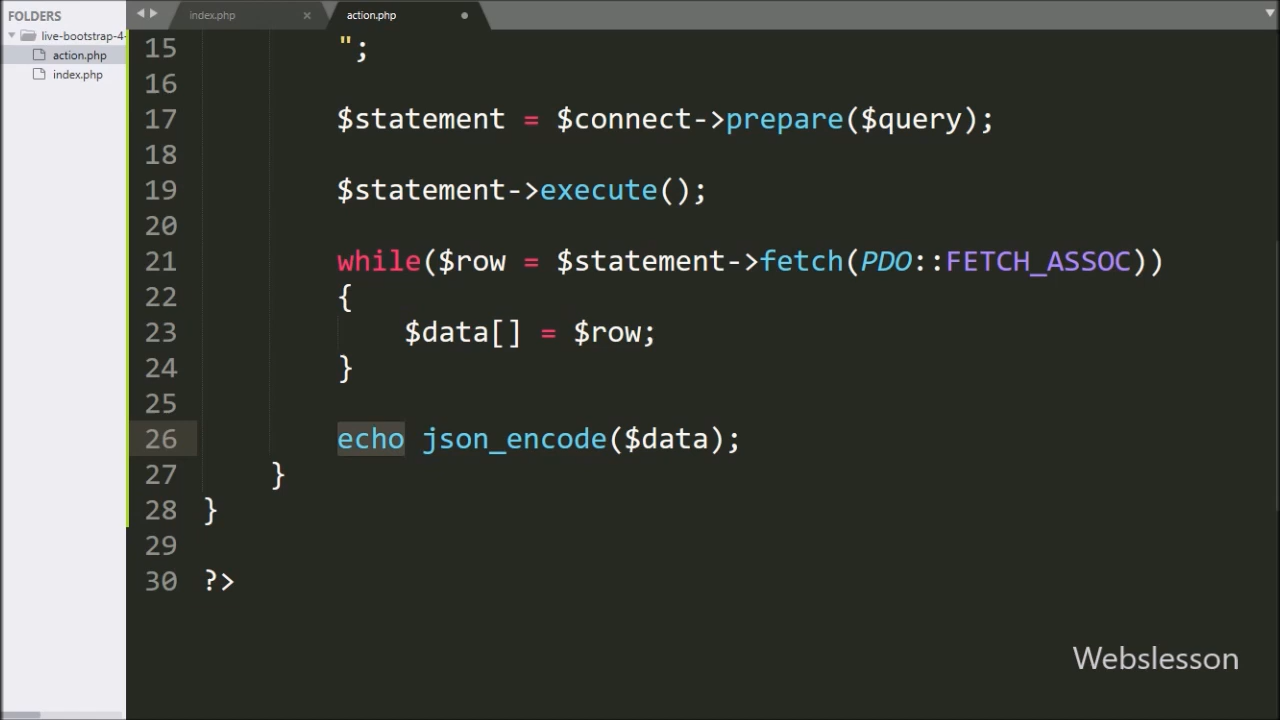 FOLDERS
live-bootstrap-4-
action.php
index.php
index.php ×
action.php
15 ";
16
17 $statement = $connect->prepare($query);
18
19 $statement->execute();
20
21 while($row = $statement->fetch(PDO::FETCH_ASSOC))
22 {
23 $data[] = $row;
24 }
25
26 echo json_encode($data);
27 }
28 }
29
30 ?>
Webslesson